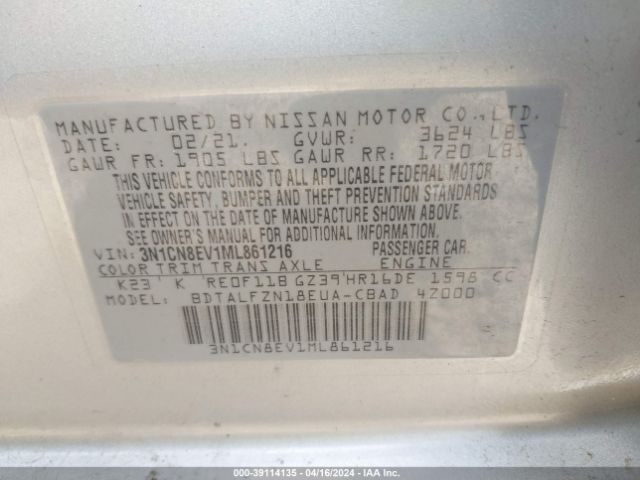 MANUFACTURED BY NISSAN MOTOR CO.,LTD.
DATE: 02/21. GVWR: 3624 LBS
GAWR FR: 1905 LBS GAWR RR: 1720 LBS
THIS VEHICLE CONFORMS TO ALL APPLICABLE FEDERAL MOTOR
VEHICLE SAFETY, BUMPER AND THEFT PREVENTION STANDARDS
IN EFFECT ON THE DATE OF MANUFACTURE SHOWN ABOVE.
SEE OWNER'S MANUAL FOR ADDITIONAL INFORMATION.
VIN: 3N1CN8EV1ML861216 PASSENGER CAR.
COLOR TRIM TRANS AXLE ENGINE
K23 K RE0F11B GZ39 HR16DE 1598 CC
MODEL: BDTALFZN18EUA-CBAD 4Z000
3N1CN8EV1ML861216
000-39114135 - 04/16/2024 - IAA Inc.